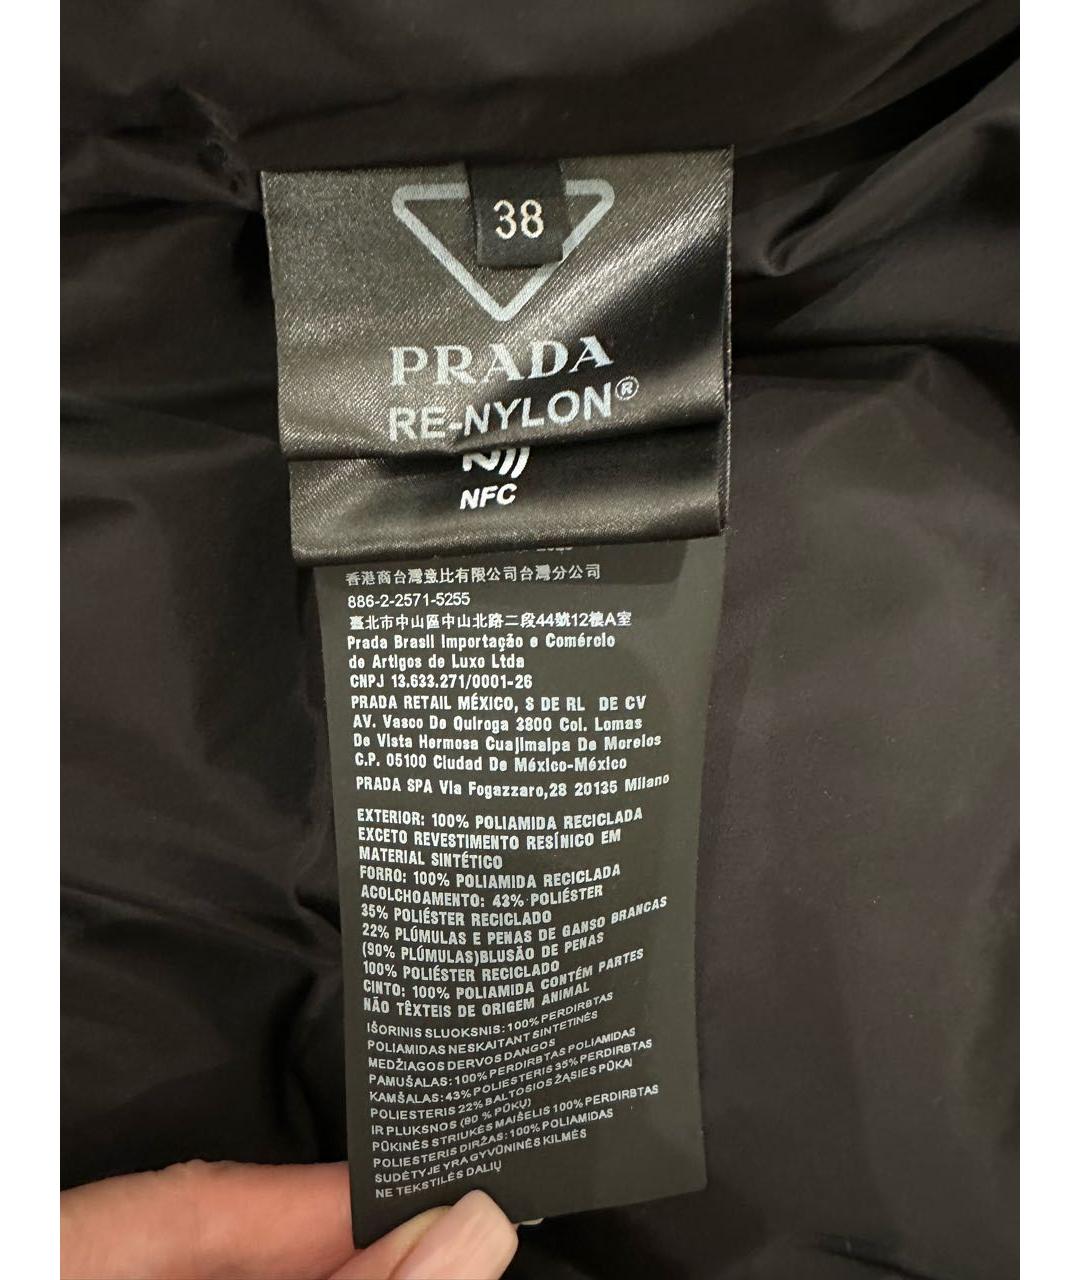 38
PRADA
RE-NYLON®
NFC
香港商台灣意比有限公司台灣分公司
886-2-2571-5255
臺北市中山區中山北路二段44號12樓A室
Prada Brasil Importação e Comércio
de Artigos de Luxo Ltda
CNPJ 13.633.271/0001-26
PRADA RETAIL MÉXICO, S DE RL DE CV
AV. Vasco De Quiroga 3800 Col. Lomas
De Vista Hermosa Cuajimalpa De Morelos
C.P. 05100 Ciudad De México-México
PRADA SPA Via Fogazzaro,28 20135 Milano
EXTERIOR: 100% POLIAMIDA RECICLADA
EXCETO REVESTIMENTO RESÍNICO EM
MATERIAL SINTÉTICO
FORRO: 100% POLIAMIDA RECICLADA
ACOLCHOAMENTO: 43% POLIÉSTER
35% POLIÉSTER RECICLADO
22% PLÚMULAS E PENAS DE GANSO BRANCAS
(90% PLÚMULAS)BLUSÃO DE PENAS
100% POLIÉSTER RECICLADO
CINTO: 100% POLIAMIDA CONTÉM PARTES
NÃO TÊXTEIS DE ORIGEM ANIMAL
IŠORINIS SLUOKSNIS: 100% PERDIRBTAS
POLIAMIDAS NESKAITANT SINTETINĖS
MEDŽIAGOS DERVOS DANGOS
PAMUŠALAS: 100% PERDIRBTAS POLIAMIDAS
KAMŠALAS: 43% POLIESTERIS 35% PERDIRBTAS
POLIESTERIS 22% BALTOSIOS ŽĄSIES PŪKAI
IR PLUKSNOS (90 % PŪKŲ)
PŪKINĖS STRIUKĖS MAIŠELIS 100% PERDIRBTAS
POLIESTERIS DIRŽAS: 100% POLIAMIDAS
SUDĖTYJE YRA GYVŪNINĖS KILMĖS
NE TEKSTILĖS DALIŲ